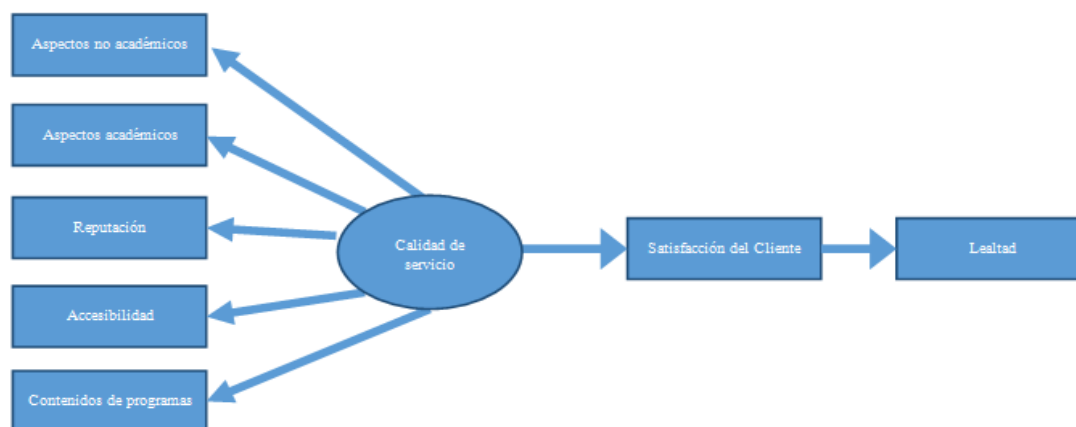 Aspectos no académicos
Aspectos académicos
Reputación
Accesibilidad
Contenidos de programas
Calidad de
servicio
Satisfacción del Cliente
Lealtad